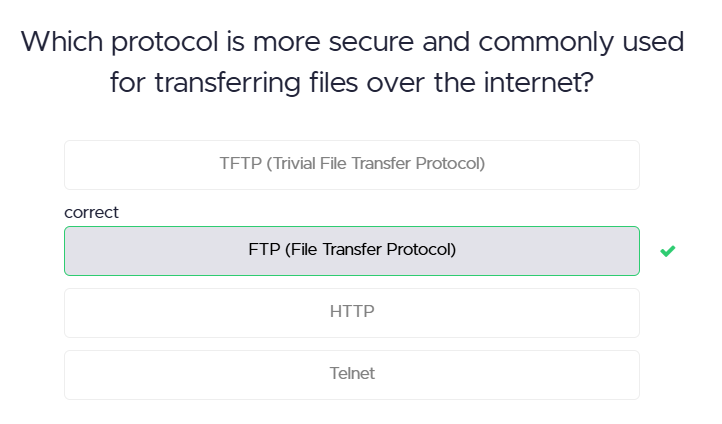 Which protocol is more secure and commonly used
for transferring files over the internet?
TFTP (Trivial File Transfer Protocol)
correct
FTP (File Transfer Protocol)
HTTP
Telnet